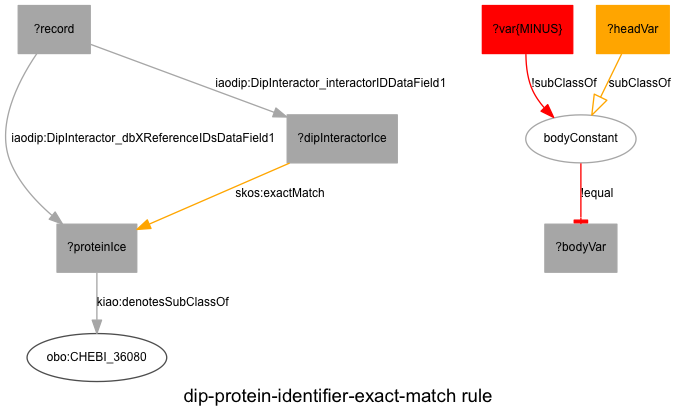 ?record
?var{MINUS}
?headVar
iaodip:DipInteractor_interactorIDDataField1
!subClassOf
subClassOf
iaodip:DipInteractor_dbXReferenceIDsDataField1
?dipInteractorIce
bodyConstant
skos:exactMatch
!equal
?proteinIce
?bodyVar
kiao:denotesSubClassOf
obo:CHEBI_36080
dip-protein-identifier-exact-match rule